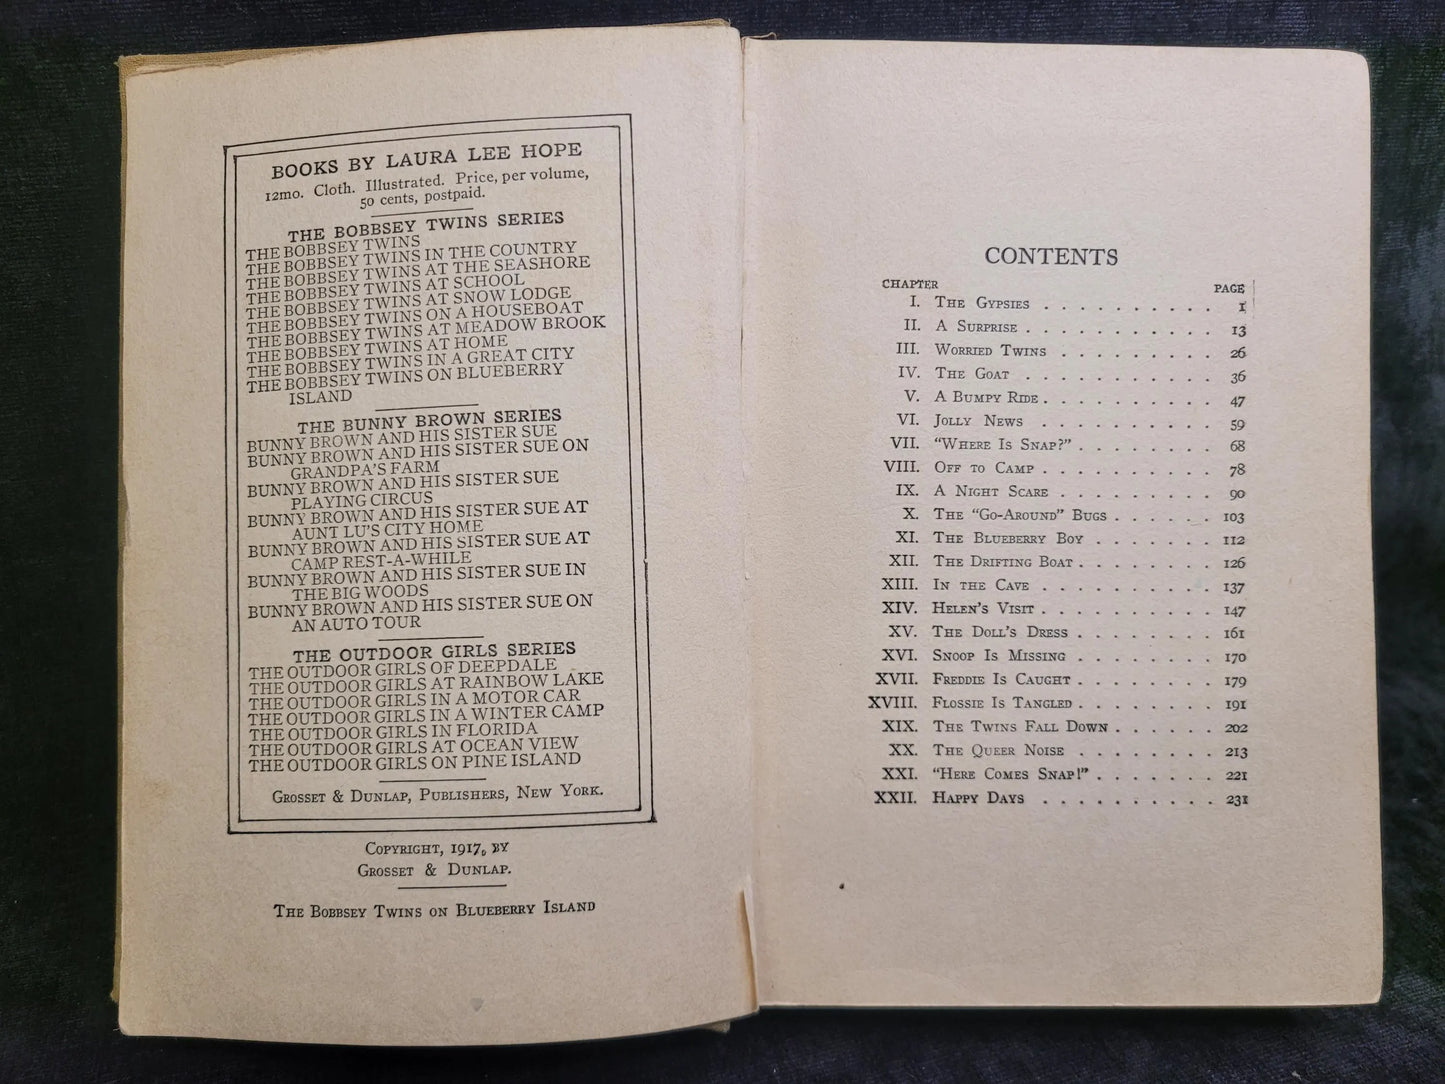 BOOKS BY LAURA LEE HOPE
12mo. Cloth. Illustrated. Price, per volume,
50 cents, postpaid.
THE BOBBSEY TWINS SERIES
THE BOBBSEY TWINS
THE BOBBSEY TWINS IN THE COUNTRY
THE BOBBSEY TWINS AT THE SEASHORE
THE BOBBSEY TWINS AT SCHOOL
THE BOBBSEY TWINS AT SNOW LODGE
THE BOBBSEY TWINS ON A HOUSEBOAT
THE BOBBSEY TWINS AT MEADOW BROOK
THE BOBBSEY TWINS AT HOME
THE BOBBSEY TWINS IN A GREAT CITY
THE BOBBSEY TWINS ON BLUEBERRY
ISLAND
THE BUNNY BROWN SERIES
BUNNY BROWN AND HIS SISTER SUE
BUNNY BROWN AND HIS SISTER SUE ON
GRANDPA'S FARM
BUNNY BROWN AND HIS SISTER SUE
PLAYING CIRCUS
BUNNY BROWN AND HIS SISTER SUE AT
AUNT LU'S CITY HOME
BUNNY BROWN AND HIS SISTER SUE AT
CAMP REST-A-WHILE
BUNNY BROWN AND HIS SISTER SUE IN
THE BIG WOODS
BUNNY BROWN AND HIS SISTER SUE ON
AN AUTO TOUR
THE OUTDOOR GIRLS SERIES
THE OUTDOOR GIRLS OF DEEPDALE
THE OUTDOOR GIRLS AT RAINBOW LAKE
THE OUTDOOR GIRLS IN A MOTOR CAR
THE OUTDOOR GIRLS IN A WINTER CAMP
THE OUTDOOR GIRLS IN FLORIDA
THE OUTDOOR GIRLS AT OCEAN VIEW
THE OUTDOOR GIRLS ON PINE ISLAND
GROSSET & DUNLAP, PUBLISHERS, NEW YORK.
COPYRIGHT, 1917, BY
GROSSET & DUNLAP.
THE BOBBSEY TWINS ON BLUEBERRY ISLAND
CONTENTS
CHAPTER PAGE
I. THE GYPSIES . . . . . . . . . . 1
II. A SURPRISE . . . . . . . . . . . 13
III. WORRIED TWINS . . . . . . . . . 26
IV. THE GOAT . . . . . . . . . . . 36
V. A BUMPY RIDE . . . . . . . . . . 47
VI. JOLLY NEWS . . . . . . . . . . 59
VII. "WHERE IS SNAP?" . . . . . . . . 68
VIII. OFF TO CAMP . . . . . . . . . . 78
IX. A NIGHT SCARE . . . . . . . . . 90
X. THE "GO-AROUND" BUGS . . . . . . 103
XI. THE BLUEBERRY BOY . . . . . . . 112
XII. THE DRIFTING BOAT . . . . . . . . 126
XIII. IN THE CAVE . . . . . . . . . 137
XIV. HELEN'S VISIT . . . . . . . . . . 147
XV. THE DOLL'S DRESS . . . . . . . . 161
XVI. SNOOP IS MISSING . . . . . . . . 170
XVII. FREDDIE IS CAUGHT . . . . . . . . 179
XVIII. FLOSSIE IS TANGLED . . . . . . . . 191
XIX. THE TWINS FALL DOWN . . . . . . 202
XX. THE QUEER NOISE . . . . . . . . 213
XXI. "HERE COMES SNAP!" . . . . . . . 221
XXII. HAPPY DAYS . . . . . . . . . . 231